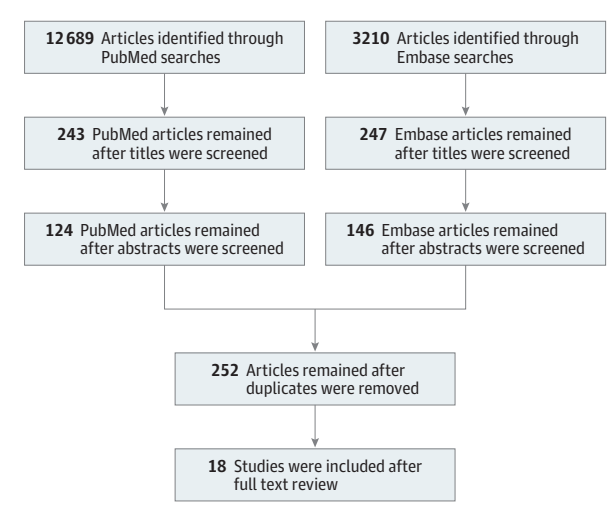 12 689 Articles identified through
PubMed searches
3210 Articles identified through
Embase searches
243 PubMed articles remained
after titles were screened
247 Embase articles remained
after titles were screened
124 PubMed articles remained
after abstracts were screened
146 Embase articles remained
after abstracts were screened
252 Articles remained after
duplicates were removed
18 Studies were included after
full text review